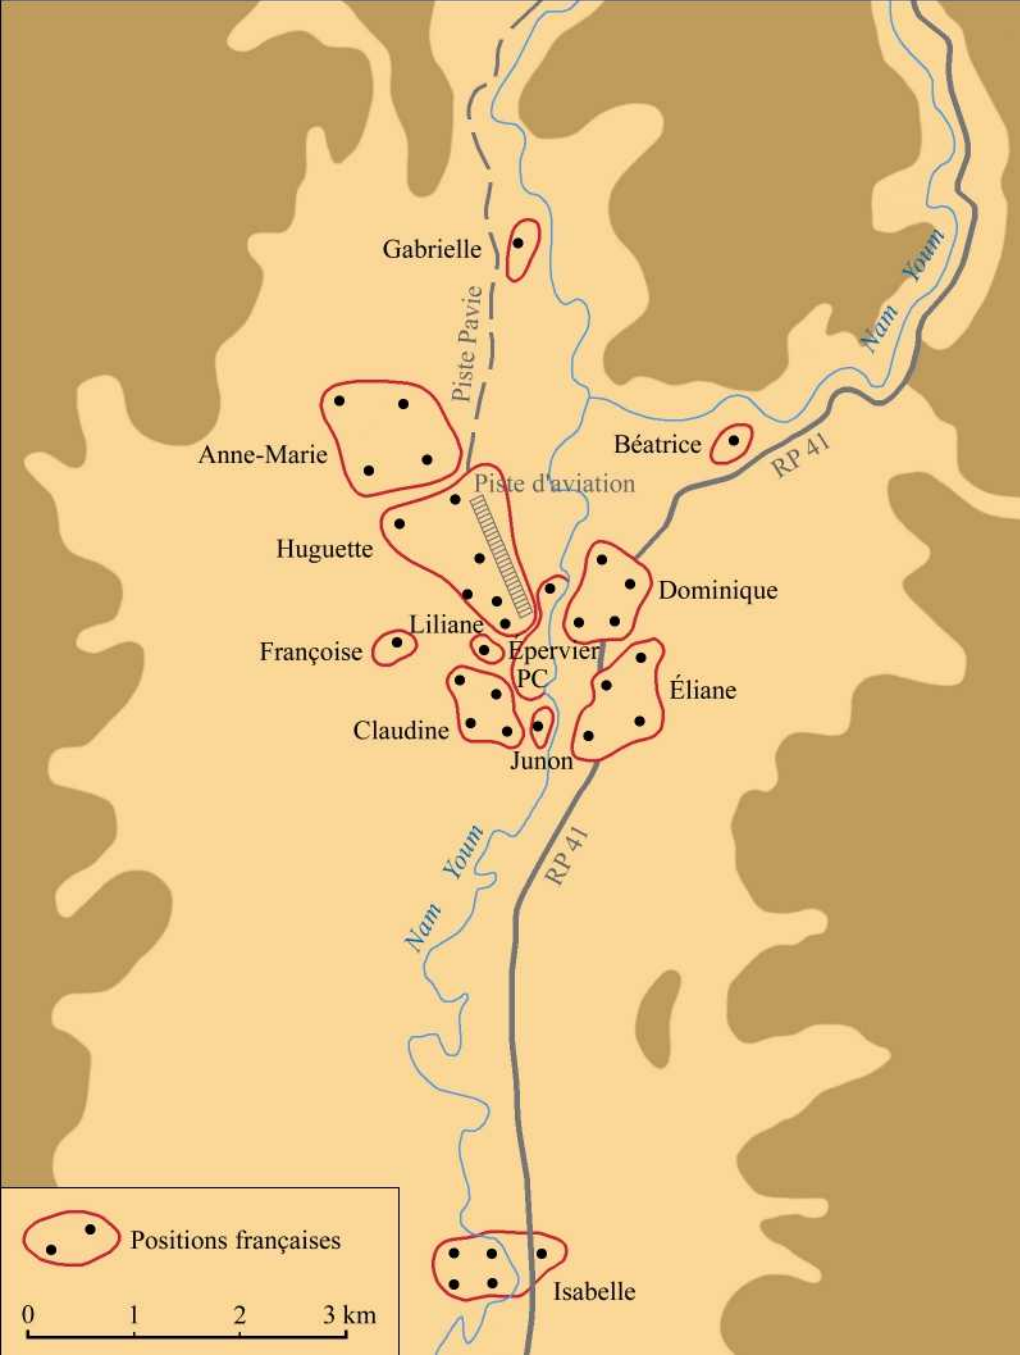 Gabrielle
Nam Youm
Piste Pavie
Anne-Marie
Béatrice
RP 41
Piste d'aviation
Huguette
Dominique
Liliane
Françoise
Épervier
PC
Éliane
Claudine
Junon
Nam Youm
RP 41
Positions françaises
Isabelle
0 1 2 3 km